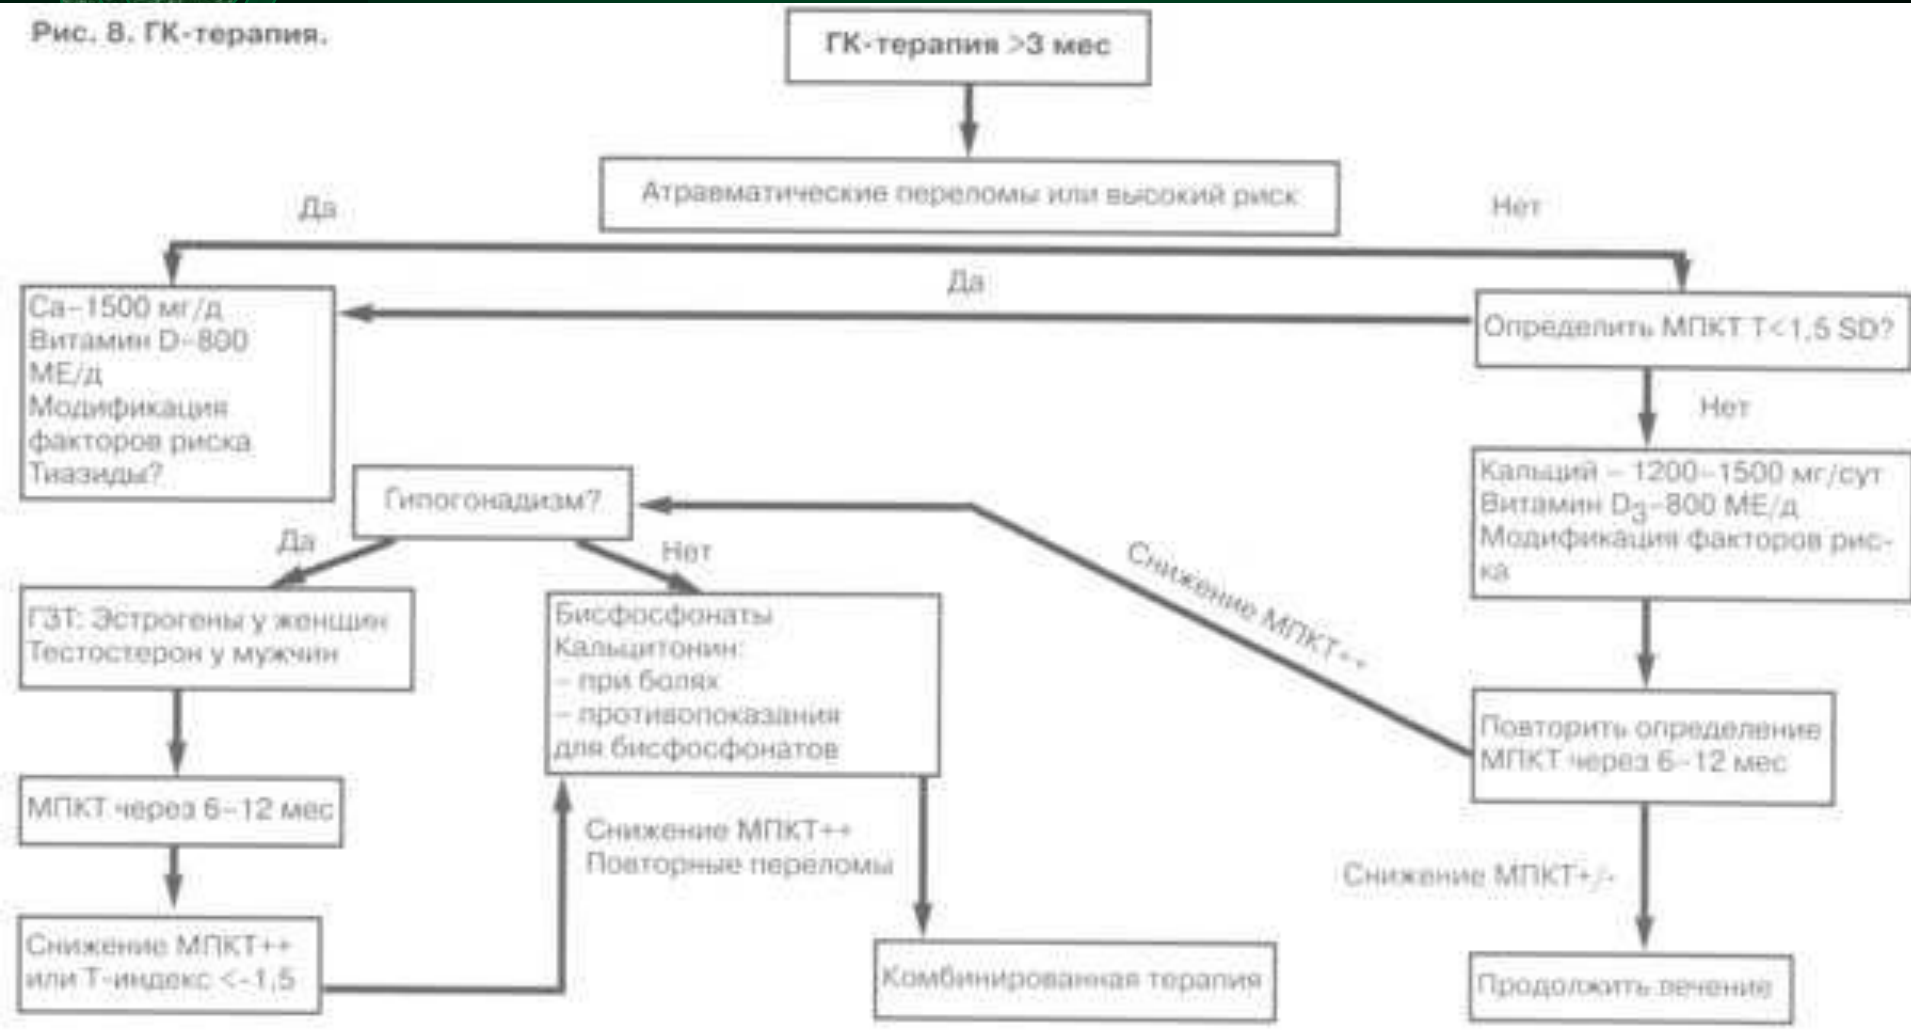 Рис. 8. ГК-терапия.
ГК-терапия >3 мес
Атравматические переломы или высокий риск
Да
Нет
Да
Ca–1500 мг/д
Витамин D–800
МЕ/д
Модификация
факторов риска
Тиазиды?
Определить МПКТ T<1,5 SD?
Нет
Кальций – 1200–1500 мг/сут
Витамин D3–800 МЕ/д
Модификация факторов рис-
ка
Гипогонадизм?
Да
Нет
Снижение МПКТ++
ГЗТ: Эстрогены у женщин
Тестостерон у мужчин
Бисфосфонаты
Кальцитонин:
– при болях
– противопоказания
для бисфосфонатов
Повторить определение
МПКТ через 6–12 мес
МПКТ через 6–12 мес
Снижение МПКТ++
Повторные переломы
Снижение МПКТ+/-
Снижение МПКТ++
или Т-индекс <-1,5
Комбинированная терапия
Продолжить лечение